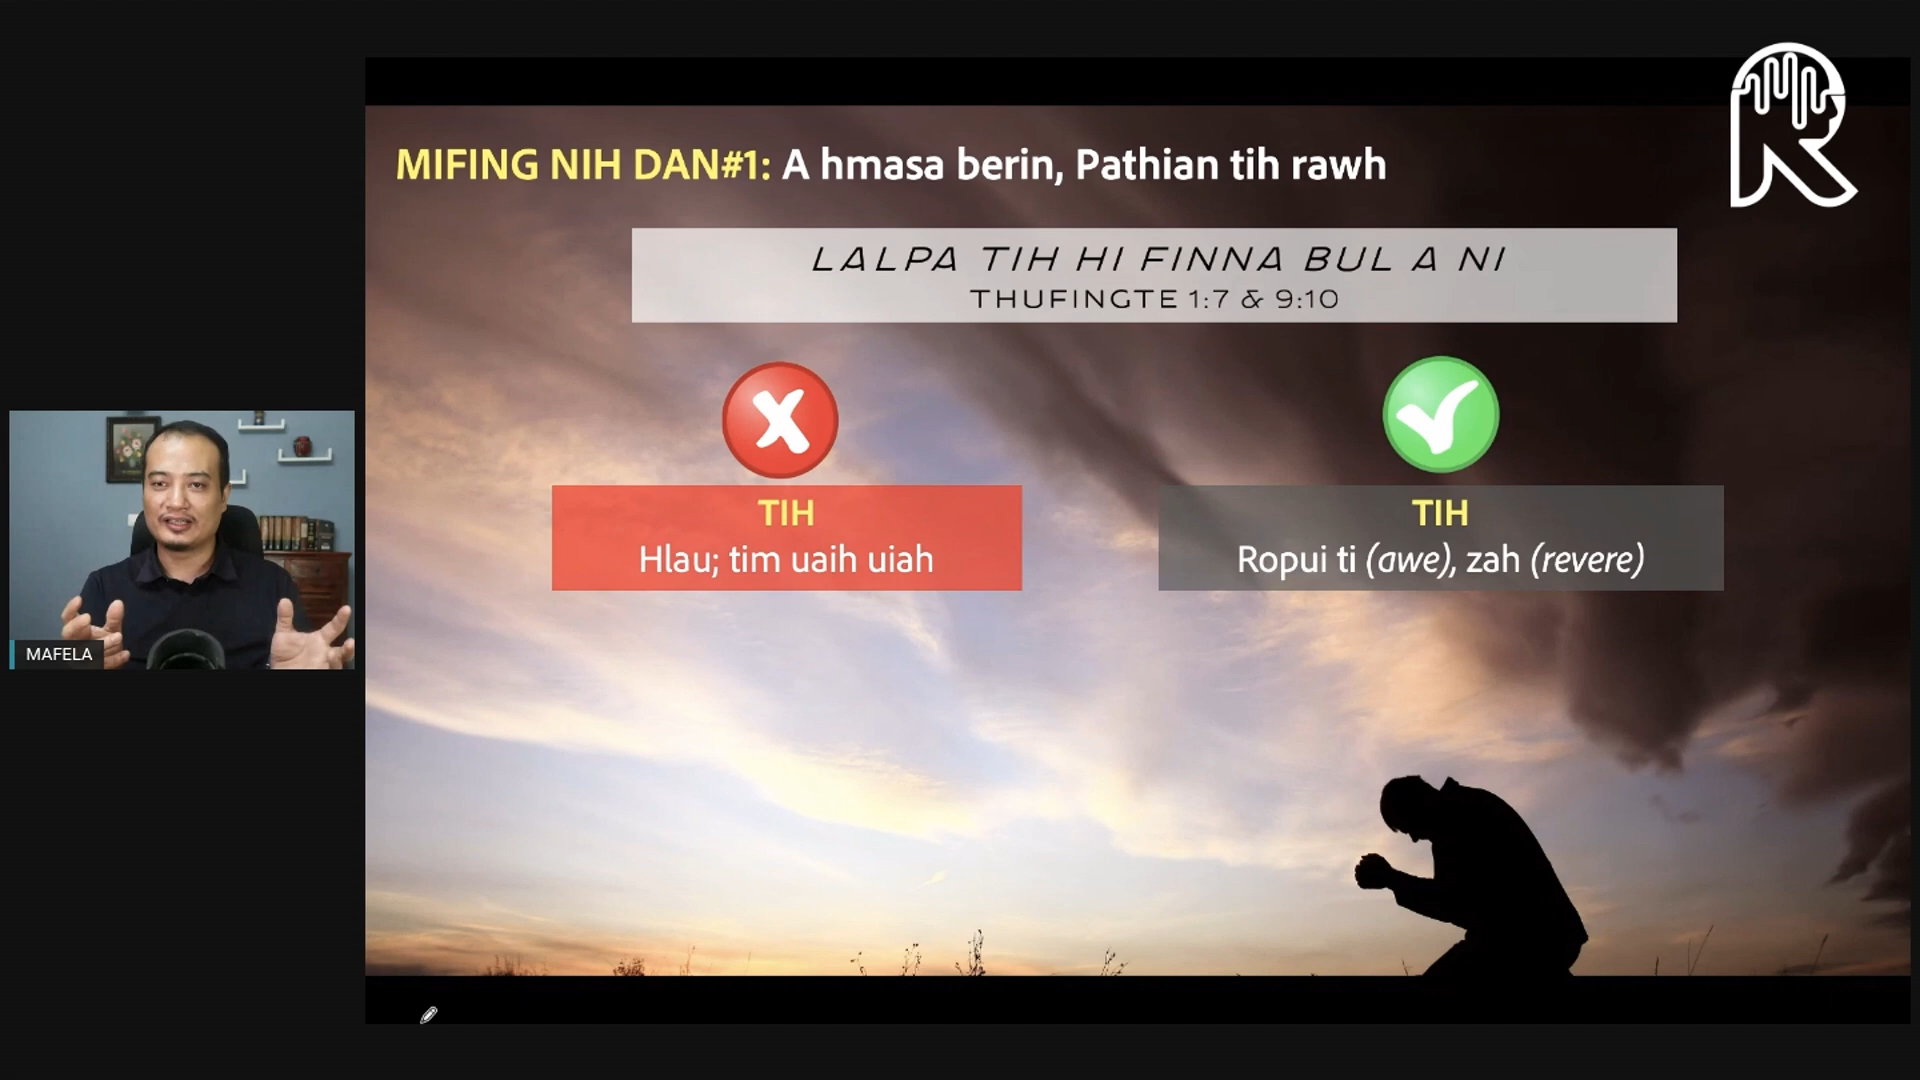 MIFING NIH DAN#1: A hmasa berin, Pathian tih rawh
LALPA TIH HI FINNA BUL A NI
THUFINGTE 1:7 & 9:10
TIH
Hlau; tim uaih uiah
TIH
Ropui ti (awe), zah (revere)
MAFELA